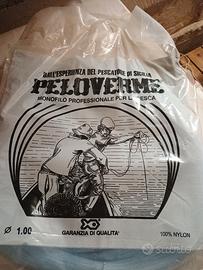 DALL'ESPERIENZA DEL PESCATORE DI SICILIA
PELOVERME
MONOFILO PROFESSIONALE PER LA PESCA
Ø 1.00
GARANZIA DI QUALITA'
100% NYLON
subito